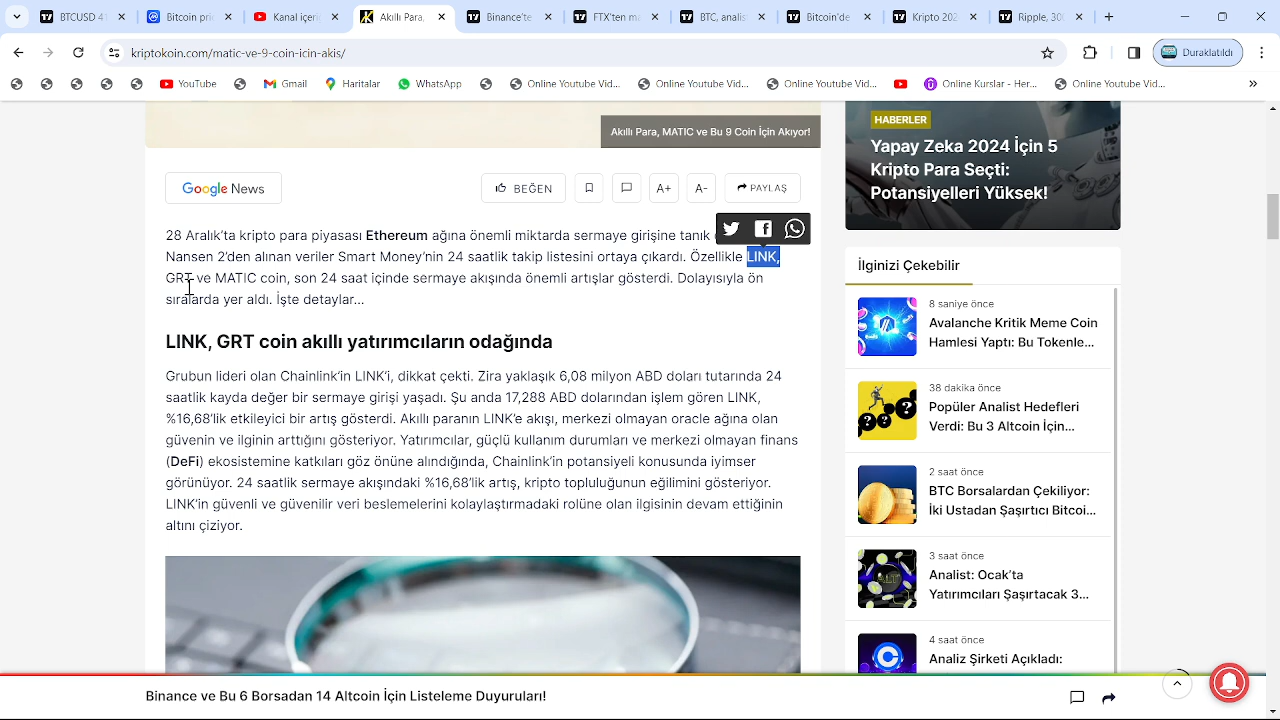 BTCUSD 41
Bitcoin pri
Kanal içeri
Akıllı Para,
Binance'te
FTX'ten mi
BTC, analis
Bitcoin'de
Kripto 202
Ripple, 300
kriptokoin.com/matic-ve-9-coin-icin-akis/
Duraklatıldı
YouTube
Gmail
Haritalar
WhatsApp
Online Youtube Vid...
Online Youtube Vid...
Online Youtube Vid...
Online Kurslar - Her...
Online Youtube Vid...
Akıllı Para, MATIC ve Bu 9 Coin İçin Akıyor!
Google News
BEĞEN
A+
A-
PAYLAŞ
28 Aralık'ta kripto para piyasası Ethereum ağına önemli miktarda sermaye girişine tanık
Nansen 2'den alınan veriler Smart Money'nin 24 saatlik takip listesini ortaya çıkardı. Özellikle LINK,
GRT ve MATIC coin, son 24 saat içinde sermaye akışında önemli artışlar gösterdi. Dolayısıyla ön
sıralarda yer aldı. İşte detaylar...
LINK, GRT coin akıllı yatırımcıların odağında
Grubun lideri olan Chainlink'in LINK'i, dikkat çekti. Zira yaklaşık 6,08 milyon ABD doları tutarında 24
saatlik kayda değer bir sermaye girişi yaşadı. Şu anda 17,288 ABD dolarından işlem gören LINK,
%16,68'lik etkileyici bir artış gösterdi. Akıllı paranın LINK'e akışı, merkezi olmayan oracle ağına olan
güvenin ve ilginin arttığını gösteriyor. Yatırımcılar, güçlü kullanım durumları ve merkezi olmayan finans
(DeFi) ekosistemine katkıları göz önüne alındığında, Chainlink'in potansiyeli konusunda iyimser
görünüyor. 24 saatlik sermaye akışındaki %16,68'lik artış, kripto topluluğunun eğilimini gösteriyor.
LINK'in güvenli ve güvenilir veri beslemelerini kolaylaştırmadaki rolüne olan ilgisinin devam ettiğinin
altını çiziyor.
HABERLER
Yapay Zeka 2024 İçin 5
Kripto Para Seçti:
Potansiyelleri Yüksek!
İlginizi Çekebilir
8 saniye önce
Avalanche Kritik Meme Coin
Hamlesi Yaptı: Bu Tokenle...
38 dakika önce
Popüler Analist Hedefleri
Verdi: Bu 3 Altcoin İçin...
2 saat önce
BTC Borsalardan Çekiliyor:
İki Ustadan Şaşırtıcı Bitcoi...
3 saat önce
Analist: Ocak'ta
Yatırımcıları Şaşırtacak 3...
4 saat önce
Analiz Şirketi Açıkladı:
Binance ve Bu 6 Borsadan 14 Altcoin İçin Listeleme Duyuruları!